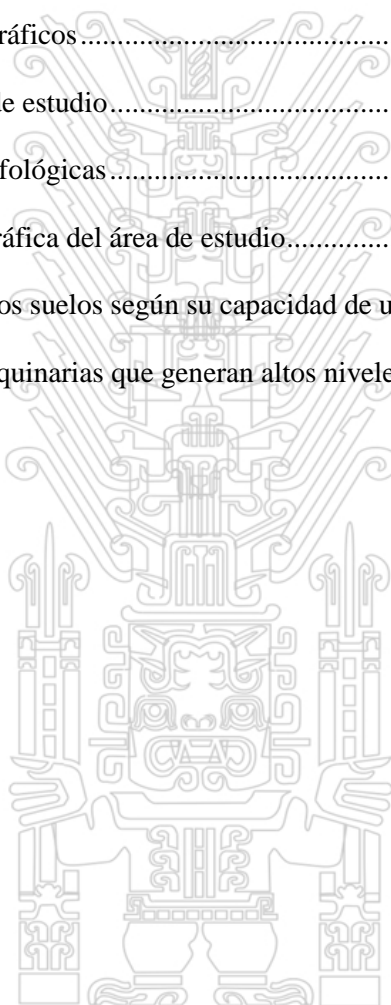 ráficos..........................................
de estudio.....................................
fológicas.....................................
ráfica del área de estudio..............
os suelos según su capacidad de u
quinarias que generan altos nivele